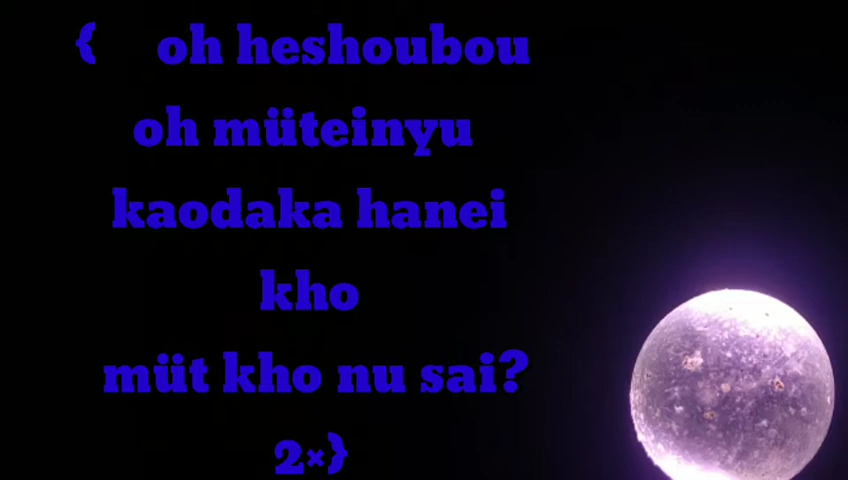 { oh heshoubou
oh müteinyu
kaodaka hanei
kho
müt kho nu sai?
2×}